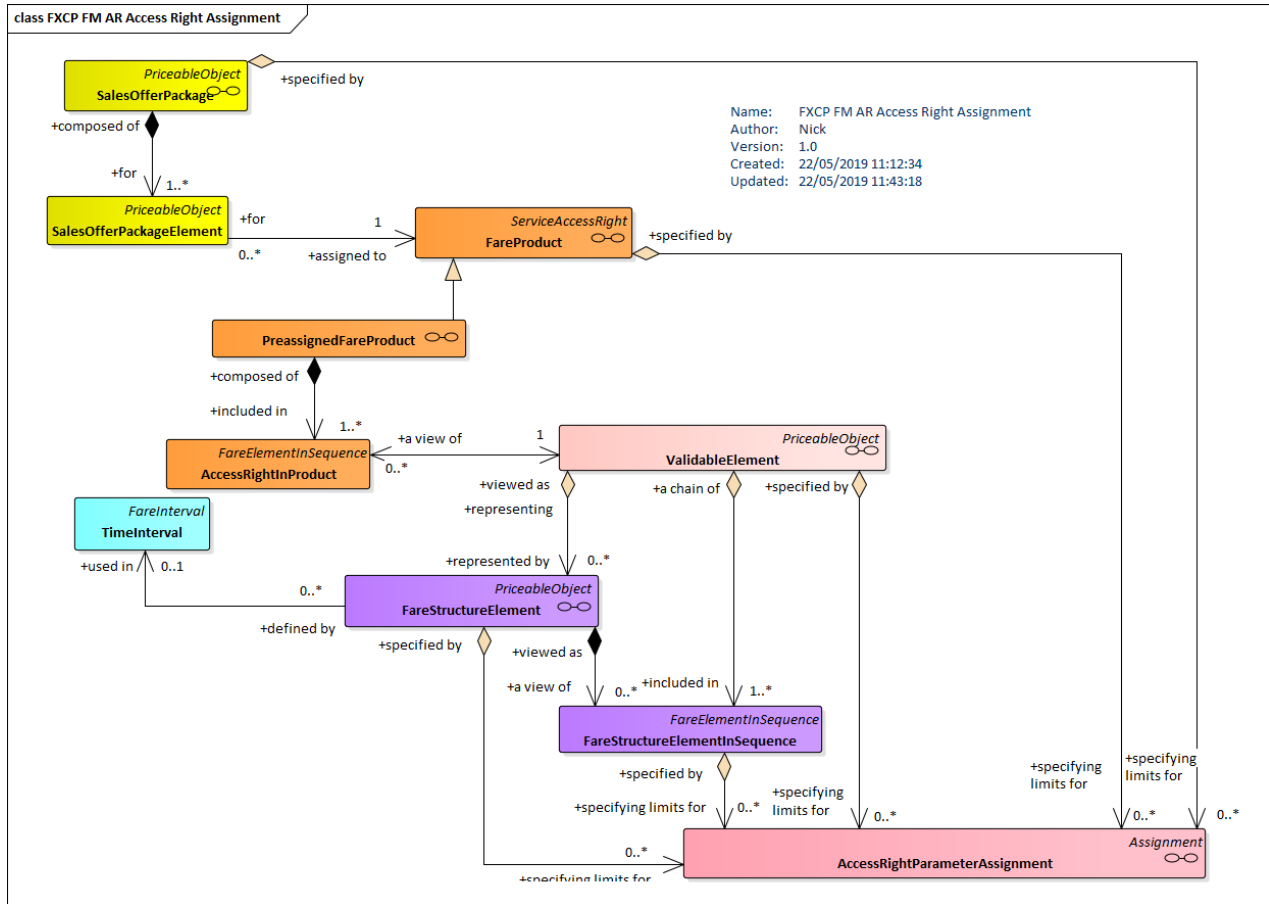 class FXCP FM AR Access Right Assignment
PriceableObject
SalesOfferPackage
+specified by
+composed of
+for
1..*
Name: FXCP FM AR Access Right Assignment
Author: Nick
Version: 1.0
Created: 22/05/2019 11:12:34
Updated: 22/05/2019 11:43:18
PriceableObject
SalesOfferPackageElement
+for
0..*
1
+assigned to
ServiceAccessRight
FareProduct
+specified by
PreassignedFareProduct
+composed of
+included in
1..*
FareElementInSequence
AccessRightInProduct
+a view of
0..*
1
PriceableObject
ValidableElement
+viewed as
+representing
+a chain of
+specified by
FareInterval
TimeInterval
+used in
0..1
+represented by
0..*
0..*
+defined by
PriceableObject
FareStructureElement
+specified by
+viewed as
+a view of
0..*
+included in
1..*
FareElementInSequence
FareStructureElementInSequence
+specified by
+specifying limits for
0..*
+specifying
limits for
0..*
+specifying
limits for
0..*
+specifying
limits for
0..*
Assignment
AccessRightParameterAssignment
0..*
+specifying limits for